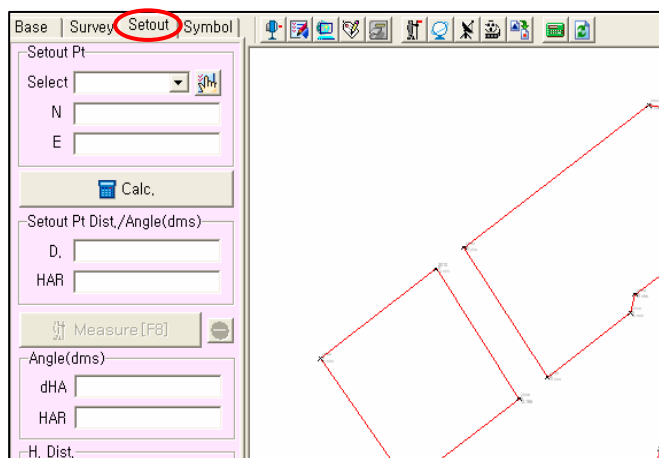 Base Survey Setout Symbol
Setout Pt
Select
N
E
Calc.
Setout Pt Dist./Angle(dms)
D.
HAR
Measure[F8]
Angle(dms)
dHA
HAR
H. Dist.